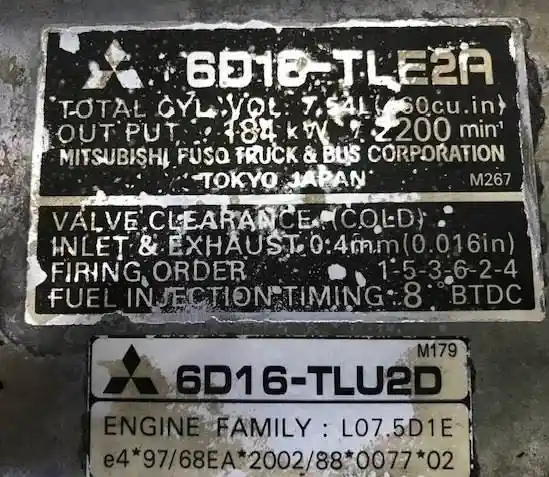 6D16-TLE2A
TOTAL CYL. VOL. 7.54L(460cu.in)
OUT PUT 184 kW / 2200 min⁻¹
MITSUBISHI FUSO TRUCK & BUS CORPORATION
TOKYO JAPAN M267
VALVE CLEARANCE (COLD)
INLET & EXHAUST 0.4mm(0.016in)
FIRING ORDER 1-5-3-6-2-4
FUEL INJECTION TIMING 8° BTDC
M179
6D16-TLU2D
ENGINE FAMILY : L07.5D1E
e4*97/68EA*2002/88*0077*02